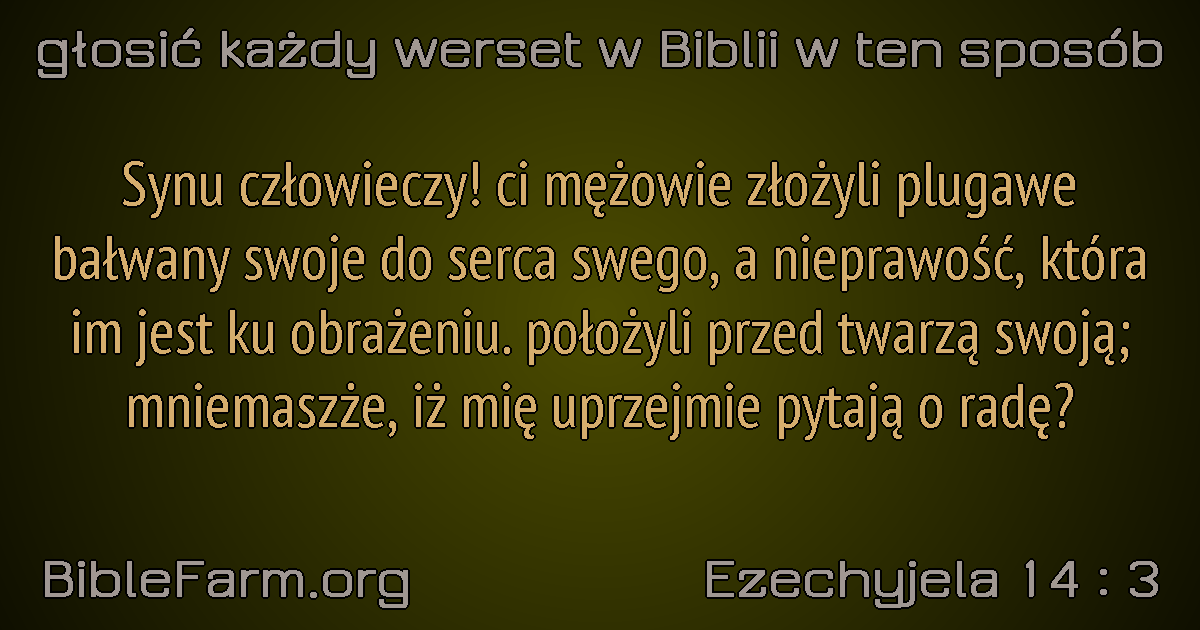 głosić każdy werset w Biblii w ten sposób
Synu człowieczy! ci mężowie złożyli plugawe
bałwany swoje do serca swego, a nieprawość, która
im jest ku obrażeniu. położyli przed twarzą swoją;
mniemaszże, iż mię uprzejmie pytają o radę?
BibleFarm.org
Ezechyjela 14 : 3